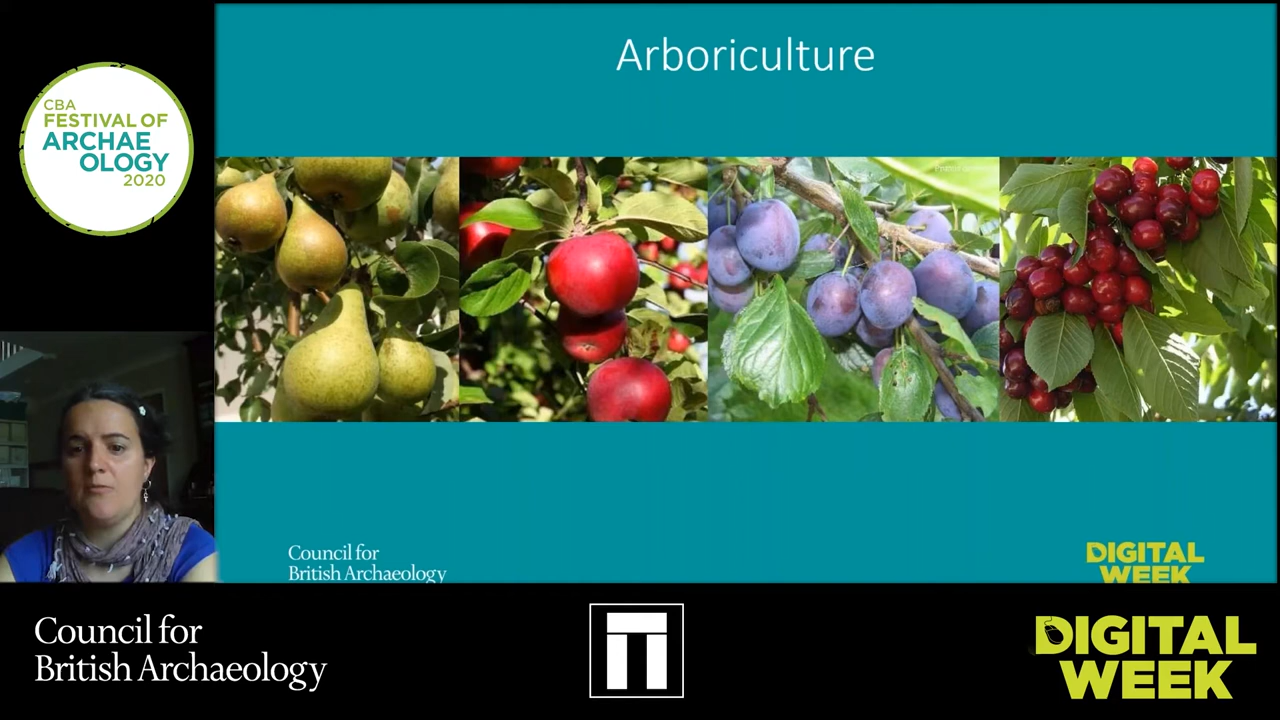 Arboriculture
CBA
FESTIVAL OF
ARCHAE
OLOGY
2020
Council for
British Archaeology
DIGITAL
WEEK
Council for
British Archaeology
DIGITAL
WEEK